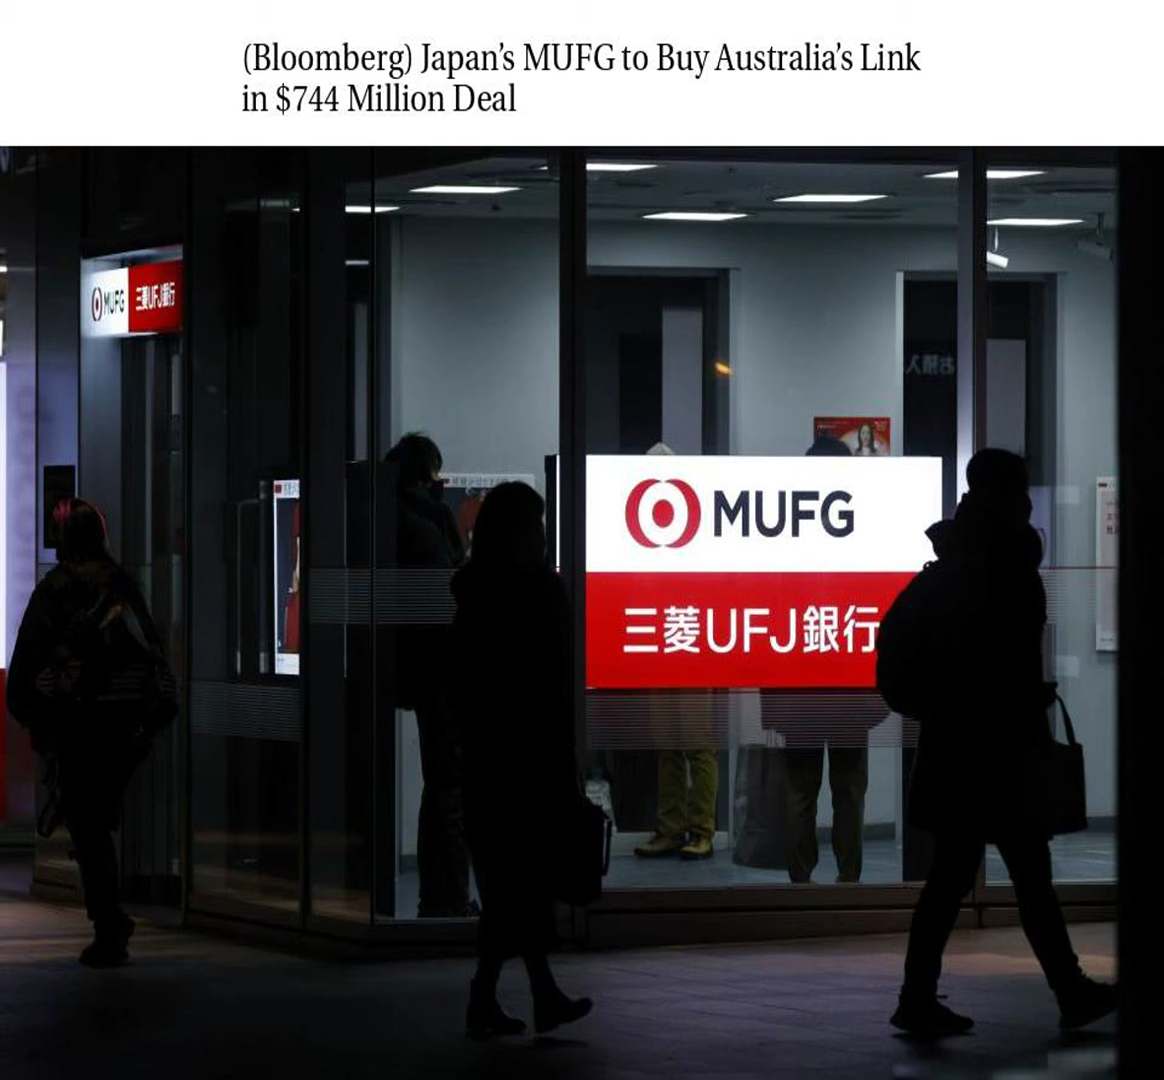 (Bloomberg) Japan's MUFG to Buy Australia's Link
in $744 Million Deal
MUFG 三菱UFJ銀行
MUFG
三菱UFJ銀行